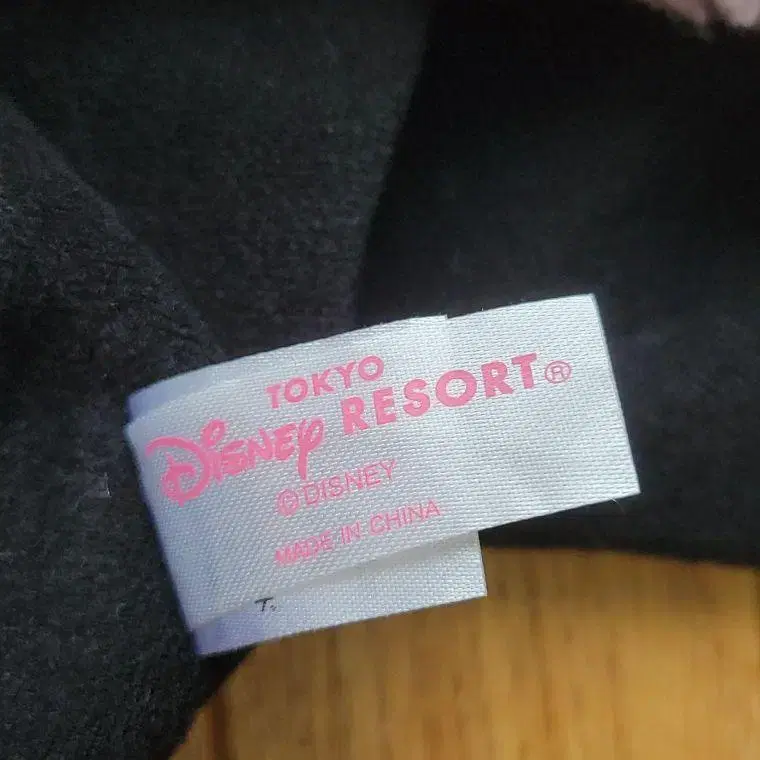 TOKYO
Disney RESORT®
©DISNEY
MADE IN CHINA
T.